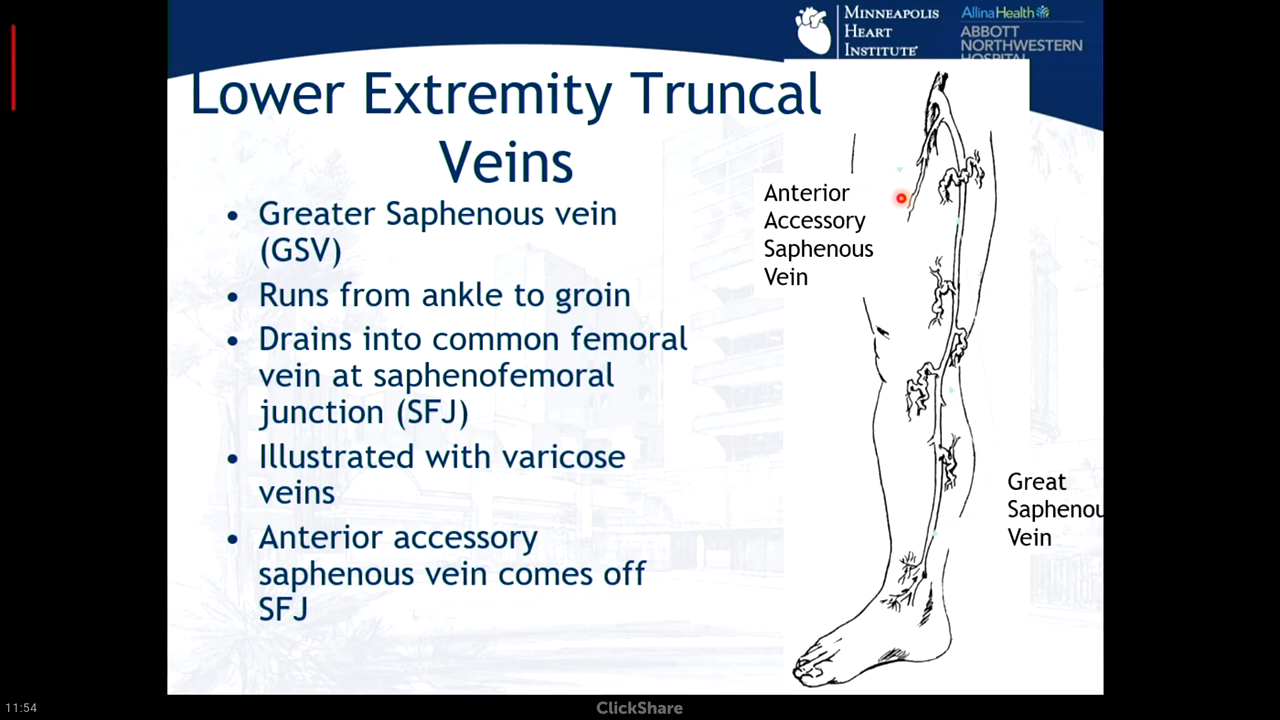 MINNEAPOLIS
HEART
INSTITUTE
AllinaHealth
ABBOTT
NORTHWESTERN
HOSPITAL
Lower Extremity Truncal
Veins
• Greater Saphenous vein
(GSV)
• Runs from ankle to groin
• Drains into common femoral
vein at saphenofemoral
junction (SFJ)
• Illustrated with varicose
veins
• Anterior accessory
saphenous vein comes off
SFJ
Anterior
Accessory
Saphenous
Vein
Great
Saphenou
Vein
11:54
ClickShare